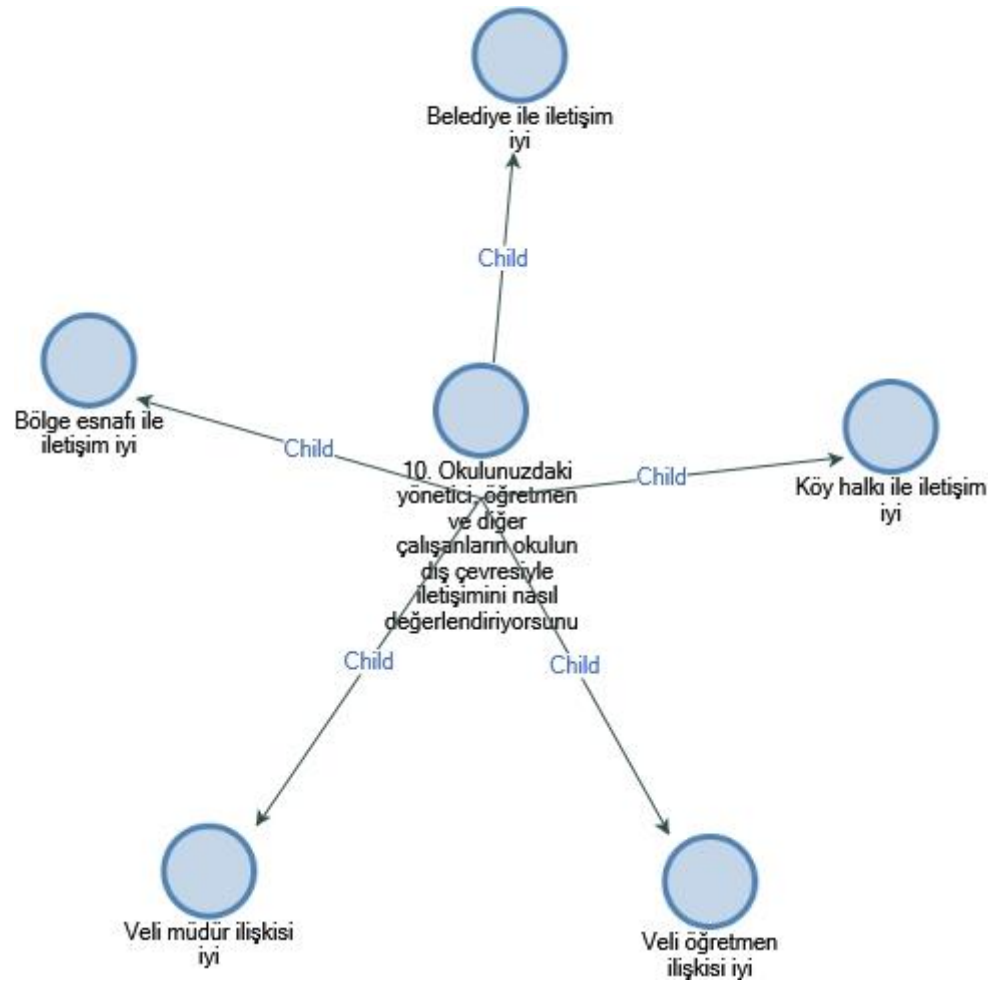 Belediye ile iletişim
iyi
Child
Bölge esnafı ile
iletişim iyi
Child
10. Okulunuzdaki
yönetici, öğretmen
ve diğer
çalışanların okulun
dış çevresiyle
iletişimini nasıl
değerlendiriyorsunu
Child
Köy halkı ile iletişim
iyi
Child
Child
Veli müdür ilişkisi
iyi
Veli öğretmen
ilişkisi iyi